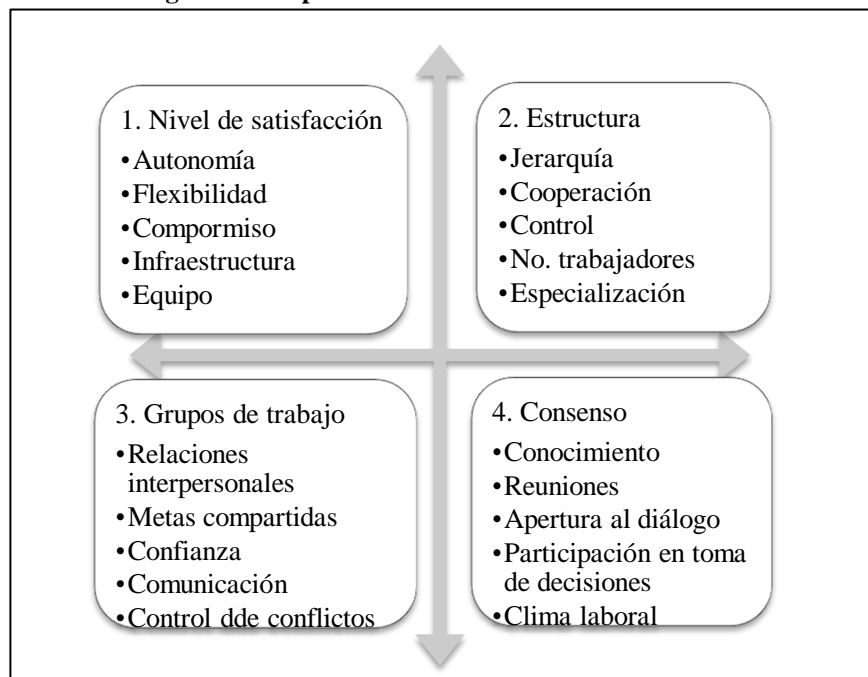 1. Nivel de satisfacción
•Autonomía
•Flexibilidad
•Compormiso
•Infraestructura
•Equipo
2. Estructura
•Jerarquía
•Cooperación
•Control
•No. trabajadores
•Especialización
3. Grupos de trabajo
•Relaciones
interpersonales
•Metas compartidas
•Confianza
•Comunicación
•Control dde conflictos
4. Consenso
•Conocimiento
•Reuniones
•Apertura al diálogo
•Participación en toma
de decisiones
•Clima laboral